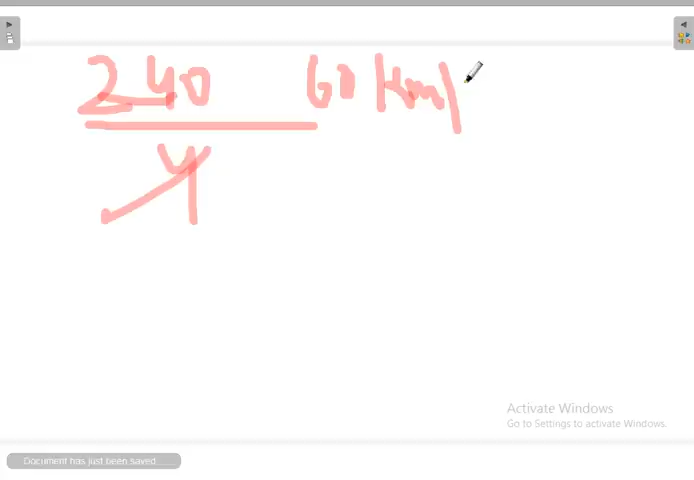 240 60 Km/
4
Activate Windows
Go to Settings to activate Windows.
Document has just been saved......